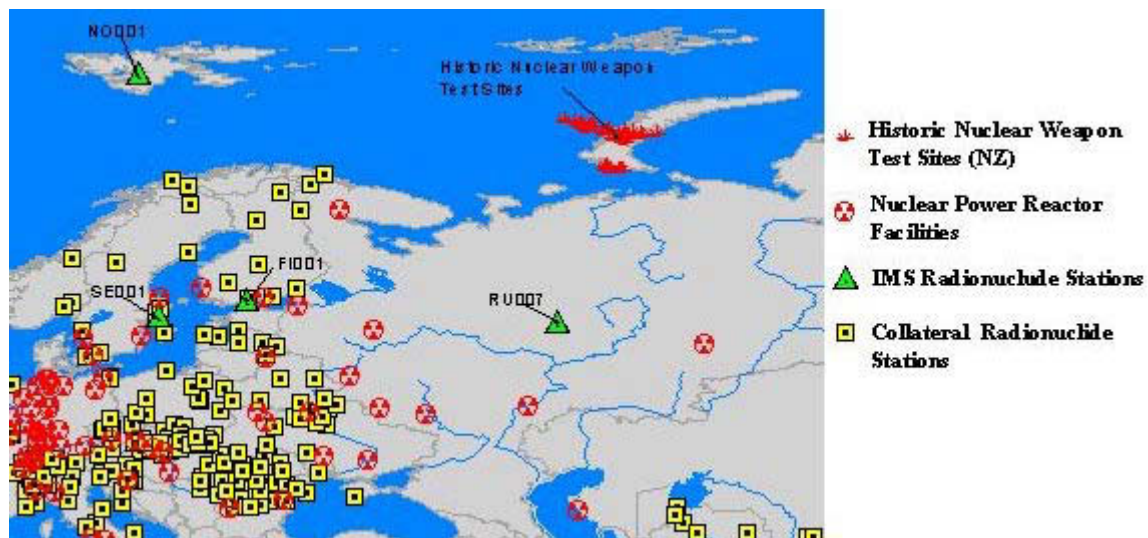 NO001
Historic Nuclear Weapon
Test Sites
FI001
SE001
RU007
Historic Nuclear Weapon
Test Sites (NZ)
Nuclear Power Reactor
Facilities
IMS Radionuclude Stations
Collateral Radionuclide
Stations